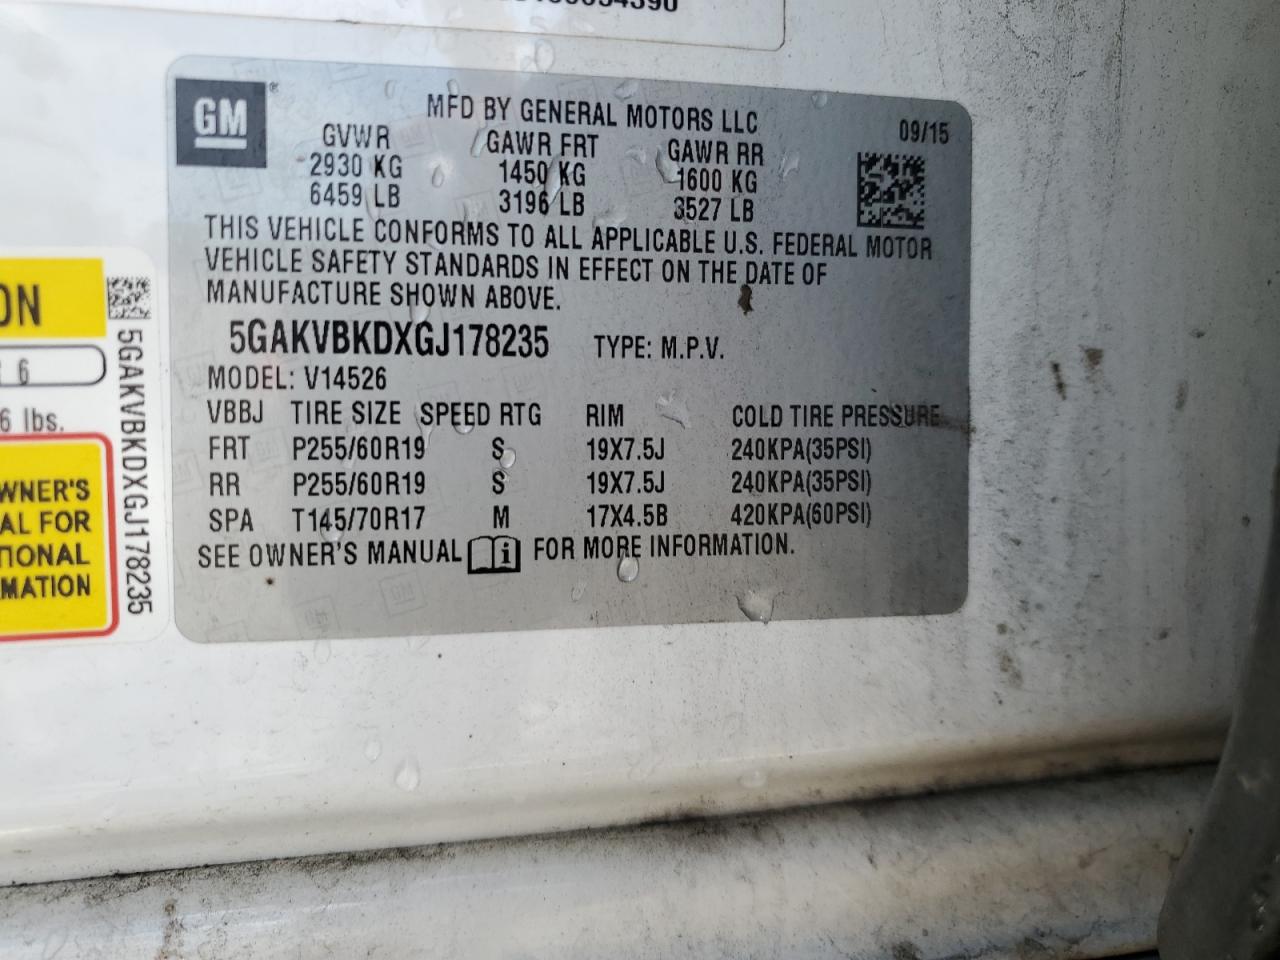 GM
®
MFD BY GENERAL MOTORS LLC
09/15
GVWR GAWR FRT GAWR RR
2930 KG 1450 KG 1600 KG
6459 LB 3196 LB 3527 LB
THIS VEHICLE CONFORMS TO ALL APPLICABLE U.S. FEDERAL MOTOR
VEHICLE SAFETY STANDARDS IN EFFECT ON THE DATE OF
MANUFACTURE SHOWN ABOVE.
5GAKVBKDXGJ178235 TYPE: M.P.V.
MODEL: V14526
VBBJ TIRE SIZE SPEED RTG RIM COLD TIRE PRESSURE
FRT P255/60R19 S 19X7.5J 240KPA(35PSI)
RR P255/60R19 S 19X7.5J 240KPA(35PSI)
SPA T145/70R17 M 17X4.5B 420KPA(60PSI)
SEE OWNER'S MANUAL i FOR MORE INFORMATION.
ON
6
6 lbs.
WNER'S
AL FOR
TIONAL
MATION
5GAKVBKDXGJ178235